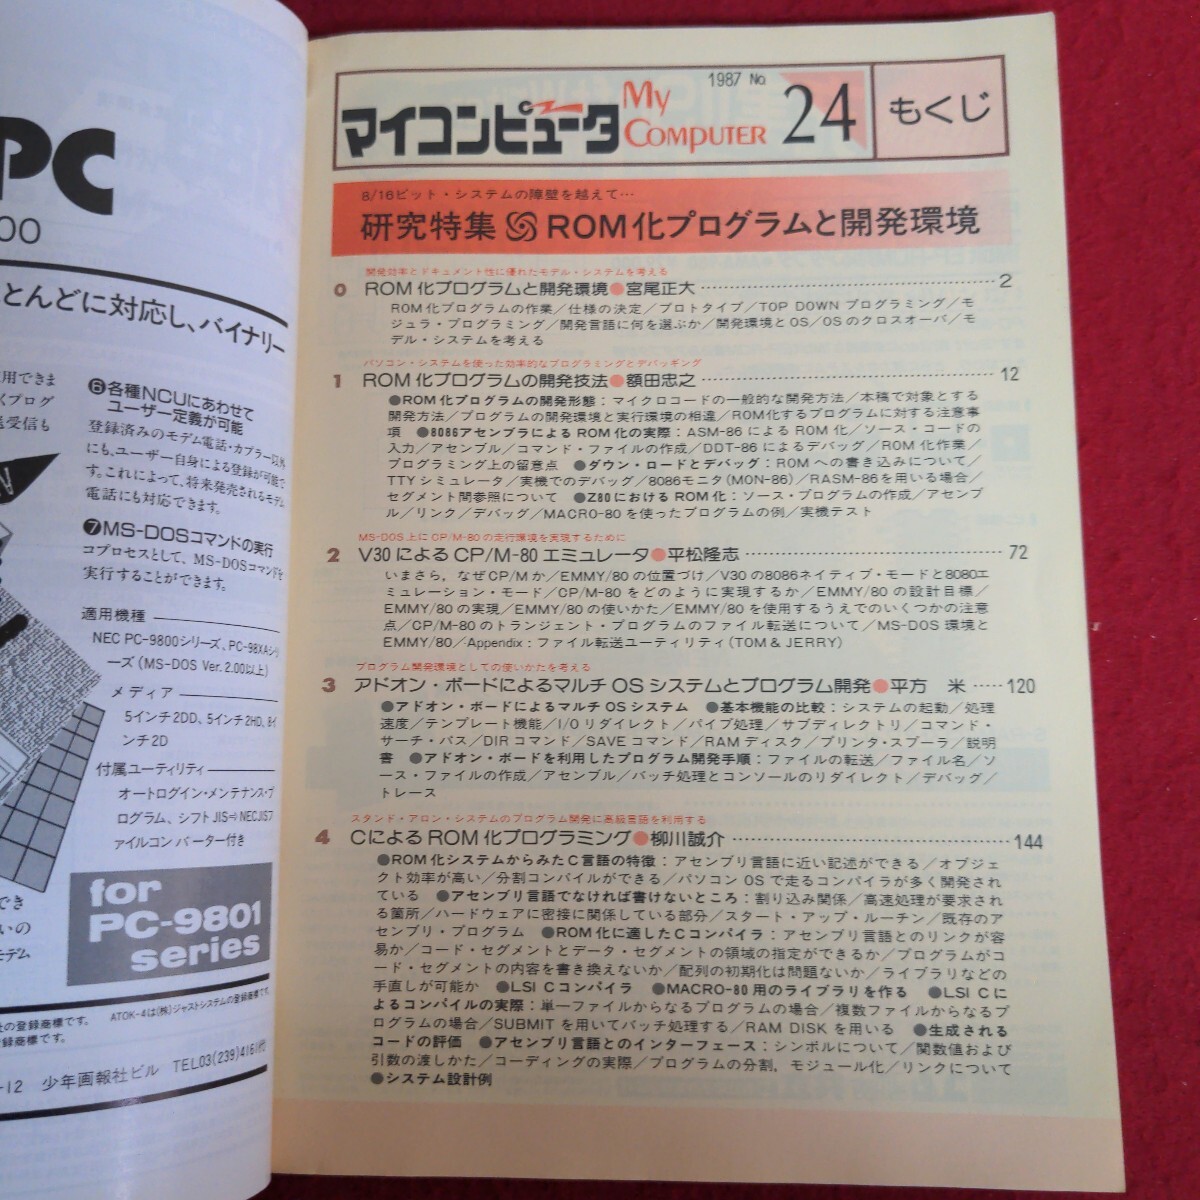 PC
00
とんどに対応し、バイナリー
用できま
くプログ
送受信も
❻各種NCUにあわせて
ユーザー定義が可能
登録済みのモデム電話・カプラー以外
にも、ユーザー自身による登録が可能で
す。これによって、将来発売されるモデム
電話にも対応できます。
❼MS-DOSコマンドの実行
コプロセスとして、MS-DOSコマンドを
実行することができます。
適用機種
NEC PC-9800シリーズ、PC-98XAシリ
ーズ(MS-DOS Ver.2.00以上)
メディア
5インチ2DD、5インチ2HD、8イ
ンチ2D
付属ユーティリティ
オートログイン・メンテナンス・プ
ログラム、シフトJIS⇨NECJISフ
ァイルコンバーター付き
for
PC-9801
series
でき
いの
モデム
ATOK-4は(株)ジャストシステムの登録商標です。
社の登録商標です。
登録商標です。
-12 少年画報社ビル TEL03(239)4161代
マイコンピュータ My COMPUTER 1987 No. 24 もくじ
8/16ビット・システムの障壁を越えて…
研究特集 ROM化プログラムと開発環境
開発効率とドキュメント性に優れたモデル・システムを考える
0 ROM化プログラムと開発環境●宮尾正大 2
ROM化プログラムの作業／仕様の決定／プロトタイプ／TOP DOWN プログラミング／モ
ジュラ・プログラミング／開発言語に何を選ぶか／開発環境とOS／OSのクロスオーバ／モ
デル・システムを考える
パソコン・システムを使った効率的なプログラミングとデバッギング
1 ROM化プログラムの開発技法●額田忠之 12
●ROM化プログラムの開発形態：マイクロコードの一般的な開発方法／本稿で対象とする
開発方法／プログラムの開発環境と実行環境の相違／ROM化するプログラムに対する注意事
項 ●8086アセンブラによるROM化の実際：ASM-86によるROM化／ソース・コードの
入力／アセンブル／コマンド・ファイルの作成／DDT-86によるデバッグ／ROM化作業／
プログラミング上の留意点 ●ダウン・ロードとデバッグ：ROMへの書き込みについて／
TTYシミュレータ／実機でのデバッグ／8086モニタ(MON-86)／RASM-86を用いる場合／
セグメント間参照について ●Z80におけるROM化：ソース・プログラムの作成／アセンブ
ル／リンク／デバッグ／MACRO-80を使ったプログラムの例／実機テスト
MS-DOS上にCP/M-80の走行環境を実現するために
2 V30によるCP/M-80エミュレータ●平松隆志 72
いまさら，なぜCP/Mか／EMMY/80の位置づけ／V30の8086ネイティブ・モードと8080エ
ミュレーション・モード／CP/M-80をどのように実現するか／EMMY/80の設計目標／
EMMY/80の実現／EMMY/80の使いかた／EMMY/80を使用するうえでのいくつかの注意
点／CP/M-80のトランジェント・プログラムのファイル転送について／MS-DOS環境と
EMMY/80／Appendix：ファイル転送ユーティリティ(TOM & JERRY)
プログラム開発環境としての使いかたを考える
3 アドオン・ボードによるマルチOSシステムとプログラム開発●平方 米 120
●アドオン・ボードによるマルチOSシステム ●基本機能の比較：システムの起動／処理
速度／テンプレート機能／I/Oリダイレクト／パイプ処理／サブディレクトリ／コマンド・
サーチ・パス／DIRコマンド／SAVEコマンド／RAMディスク／プリンタ・スプーラ／説明
書 ●アドオン・ボードを利用したプログラム開発手順：ファイルの転送／ファイル名／ソ
ース・ファイルの作成／アセンブル／バッチ処理とコンソールのリダイレクト／デバッグ／
トレース
スタンド・アロン・システムのプログラム開発に高級言語を利用する
4 CによるROM化プログラミング●柳川誠介 144
●ROM化システムからみたC言語の特徴：アセンブリ言語に近い記述ができる／オブジェ
クト効率が高い／分割コンパイルができる／パソコンOSで走るコンパイラが多く開発され
ている ●アセンブリ言語でなければ書けないところ：割り込み関係／高速処理が要求され
る箇所／ハードウェアに密接に関係している部分／スタート・アップ・ルーチン／既存のア
センブリ・プログラム ●ROM化に適したCコンパイラ：アセンブリ言語とのリンクが容
易か／コード・セグメントとデータ・セグメントの領域の指定ができるか／プログラムがコ
ード・セグメントの内容を書き換えないか／配列の初期化は問題ないか／ライブラリなどの
手直しが可能か ●LSI Cコンパイラ ●MACRO-80用のライブラリを作る ●LSI Cに
よるコンパイルの実際：単一ファイルからなるプログラムの場合／複数ファイルからなるプ
ログラムの場合／SUBMITを用いてバッチ処理する／RAM DISKを用いる ●生成される
コードの評価 ●アセンブリ言語とのインターフェース：シンボルについて／関数値および
引数の渡しかた／コーディングの実際／プログラムの分割，モジュール化／リンクについて
●システム設計例